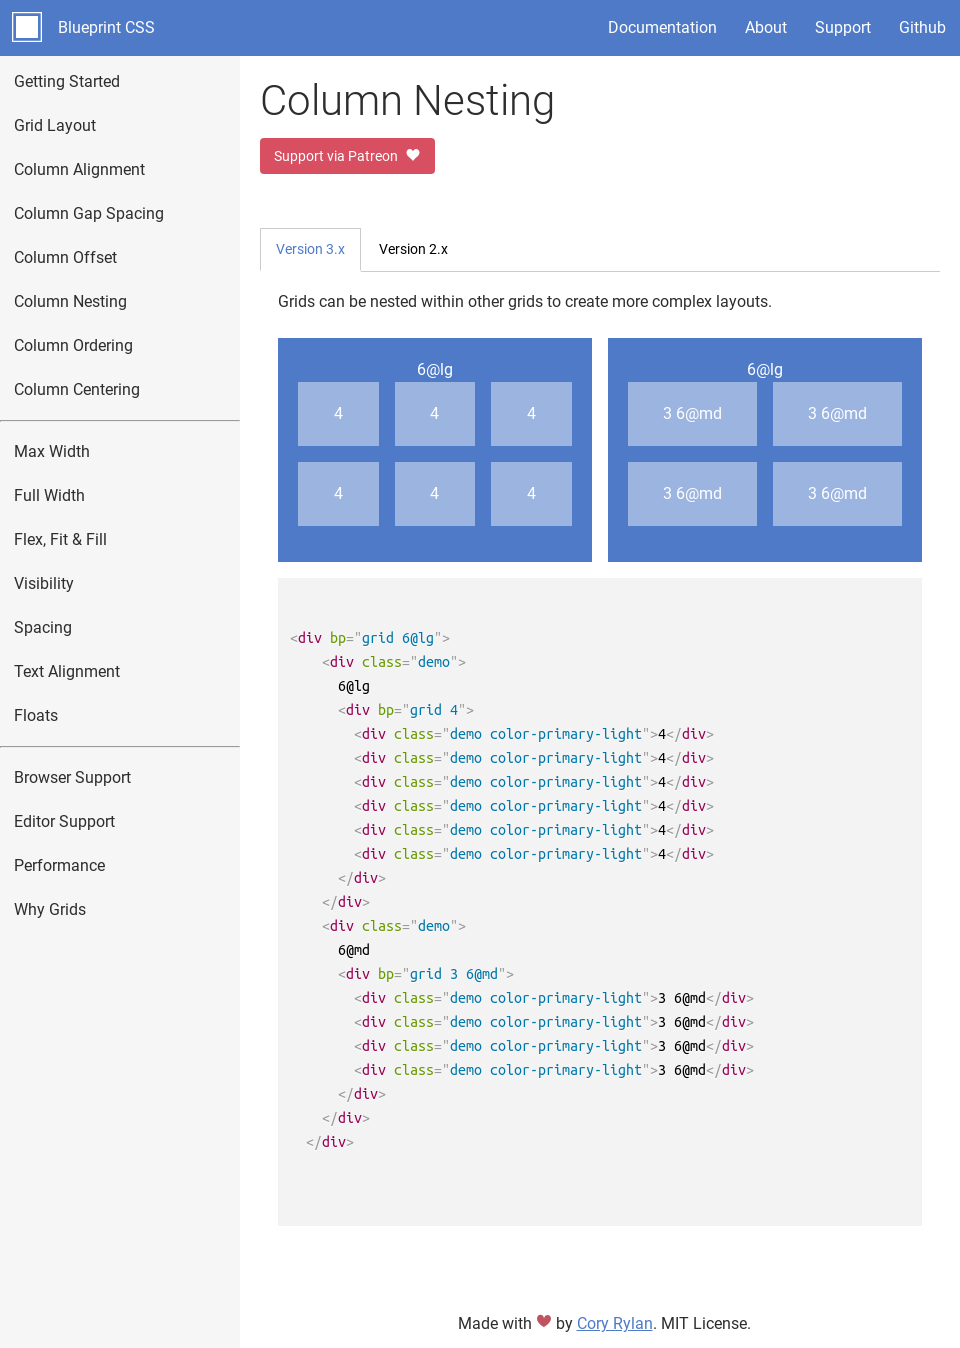 Blueprint CSS
Documentation About Support Github
Getting Started
Grid Layout
Column Alignment
Column Gap Spacing
Column Offset
Column Nesting
Column Ordering
Column Centering
Max Width
Full Width
Flex, Fit & Fill
Visibility
Spacing
Text Alignment
Floats
Browser Support
Editor Support
Performance
Why Grids
Column Nesting
Support via Patreon
Version 3.x Version 2.x
Grids can be nested within other grids to create more complex layouts.
6@lg
4 4 4
4 4 4
6@lg
3 6@md 3 6@md
3 6@md 3 6@md
<div bp="grid 6@lg">
    <div class="demo">
      6@lg
      <div bp="grid 4">
        <div class="demo color-primary-light">4</div>
        <div class="demo color-primary-light">4</div>
        <div class="demo color-primary-light">4</div>
        <div class="demo color-primary-light">4</div>
        <div class="demo color-primary-light">4</div>
        <div class="demo color-primary-light">4</div>
      </div>
    </div>
    <div class="demo">
      6@md
      <div bp="grid 3 6@md">
        <div class="demo color-primary-light">3 6@md</div>
        <div class="demo color-primary-light">3 6@md</div>
        <div class="demo color-primary-light">3 6@md</div>
        <div class="demo color-primary-light">3 6@md</div>
      </div>
    </div>
  </div>
Made with ♥ by Cory Rylan. MIT License.